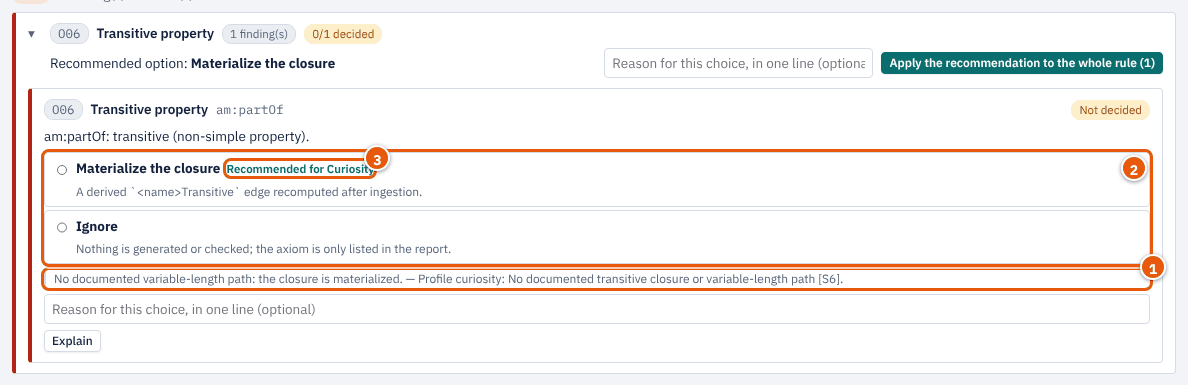 ▼ O06 Transitive property 1 finding(s) 0/1 decided
Recommended option: Materialize the closure Reason for this choice, in one line (optiona Apply the recommendation to the whole rule (1)
O06 Transitive property am:partOf Not decided
am:partOf: transitive (non-simple property).
Materialize the closure Recommended for Curiosity 3
2
A derived `<name>Transitive` edge recomputed after ingestion.
Ignore
Nothing is generated or checked; the axiom is only listed in the report.
1
No documented variable-length path: the closure is materialized. — Profile curiosity: No documented transitive closure or variable-length path [S6].
Reason for this choice, in one line (optional)
Explain